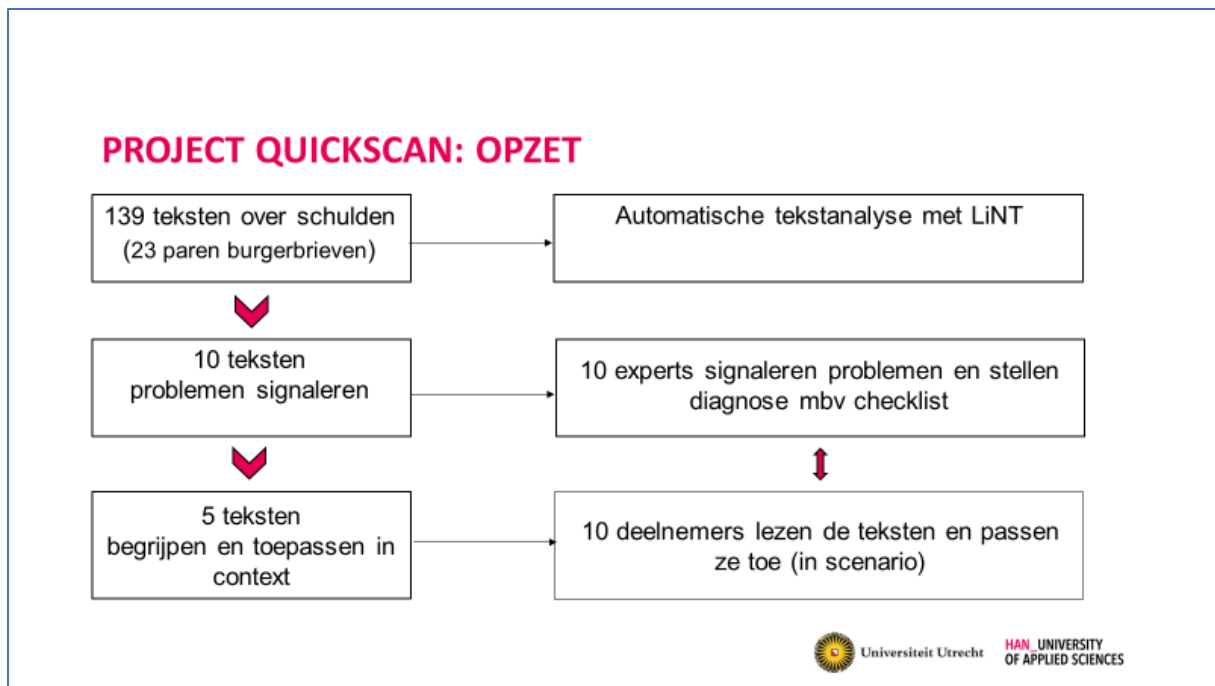 PROJECT QUICKSCAN: OPZET
139 teksten over schulden
(23 paren burgerbrieven)
Automatische tekstanalyse met LiNT
10 teksten
problemen signaleren
10 experts signaleren problemen en stellen
diagnose mbv checklist
5 teksten
begrijpen en toepassen in
context
10 deelnemers lezen de teksten en passen
ze toe (in scenario)
Universiteit Utrecht
HAN_UNIVERSITY
OF APPLIED SCIENCES